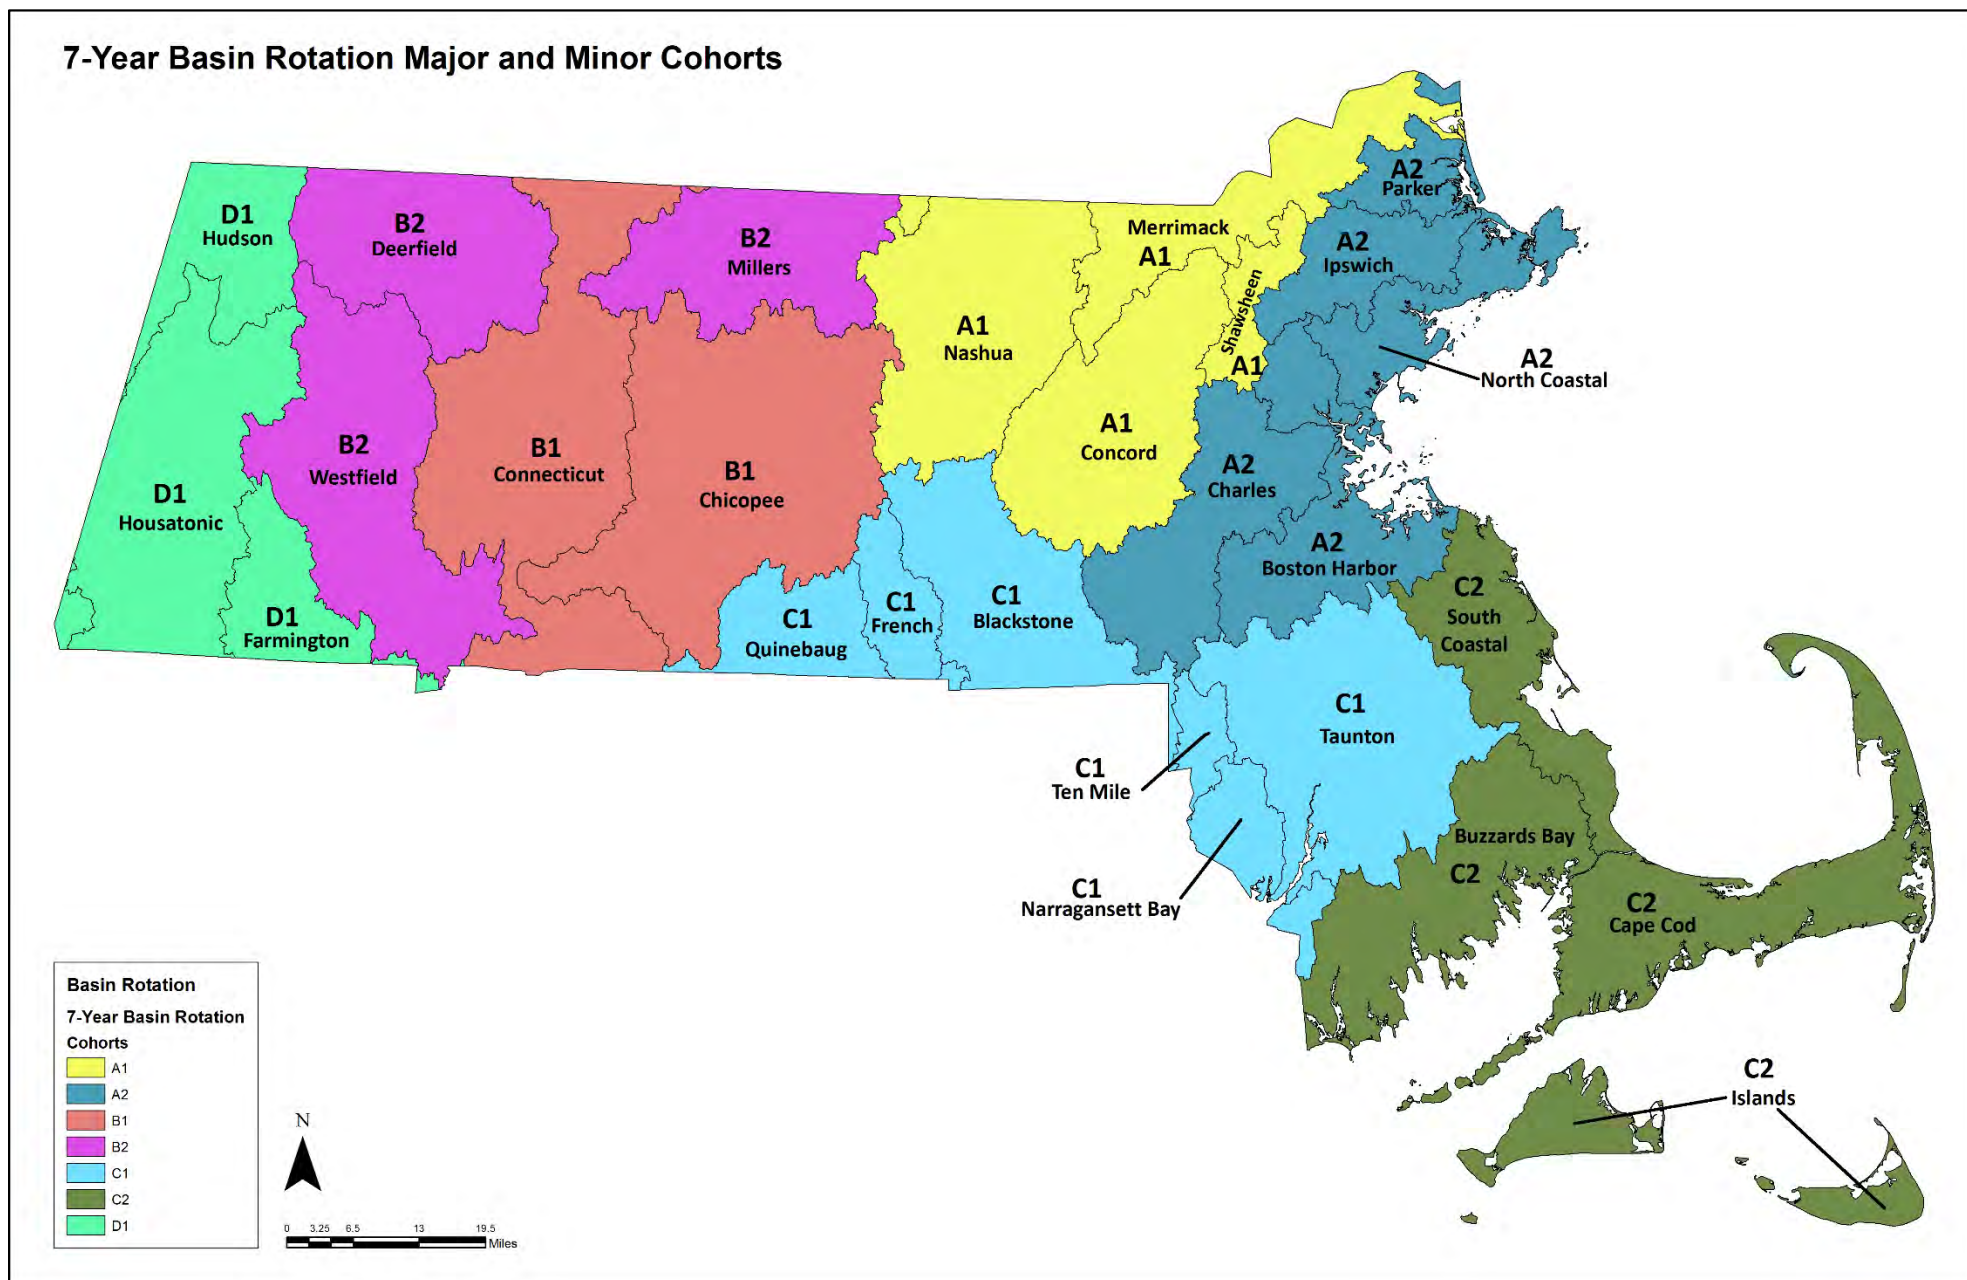 7-Year Basin Rotation Major and Minor Cohorts
A2
Parker
D1
Hudson
B2
Deerfield
B2
Millers
Merrimack
A1
A2
Ipswich
Shawsheen
A1
A1
Nashua
A2
North Coastal
A1
Concord
B2
Westfield
B1
Connecticut
B1
Chicopee
A2
Charles
D1
Housatonic
A2
Boston Harbor
C2
South
Coastal
D1
Farmington
C1
Quinebaug
C1
French
C1
Blackstone
C1
Taunton
C1
Ten Mile
Buzzards Bay
C2
C1
Narragansett Bay
C2
Cape Cod
C2
Islands
Basin Rotation
7-Year Basin Rotation
Cohorts
A1
A2
B1
B2
C1
C2
D1
N
0 3.25 6.5 13 19.5
Miles